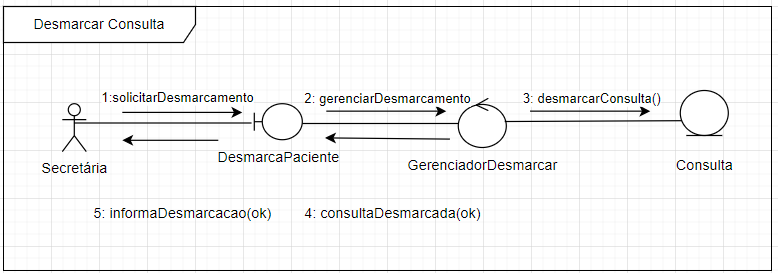 Desmarcar Consulta
1:solicitarDesmarcamento
2: gerenciarDesmarcamento
3: desmarcarConsulta()
Secretária
DesmarcaPaciente
GerenciadorDesmarcar
Consulta
5: informaDesmarcacao(ok)
4: consultaDesmarcada(ok)